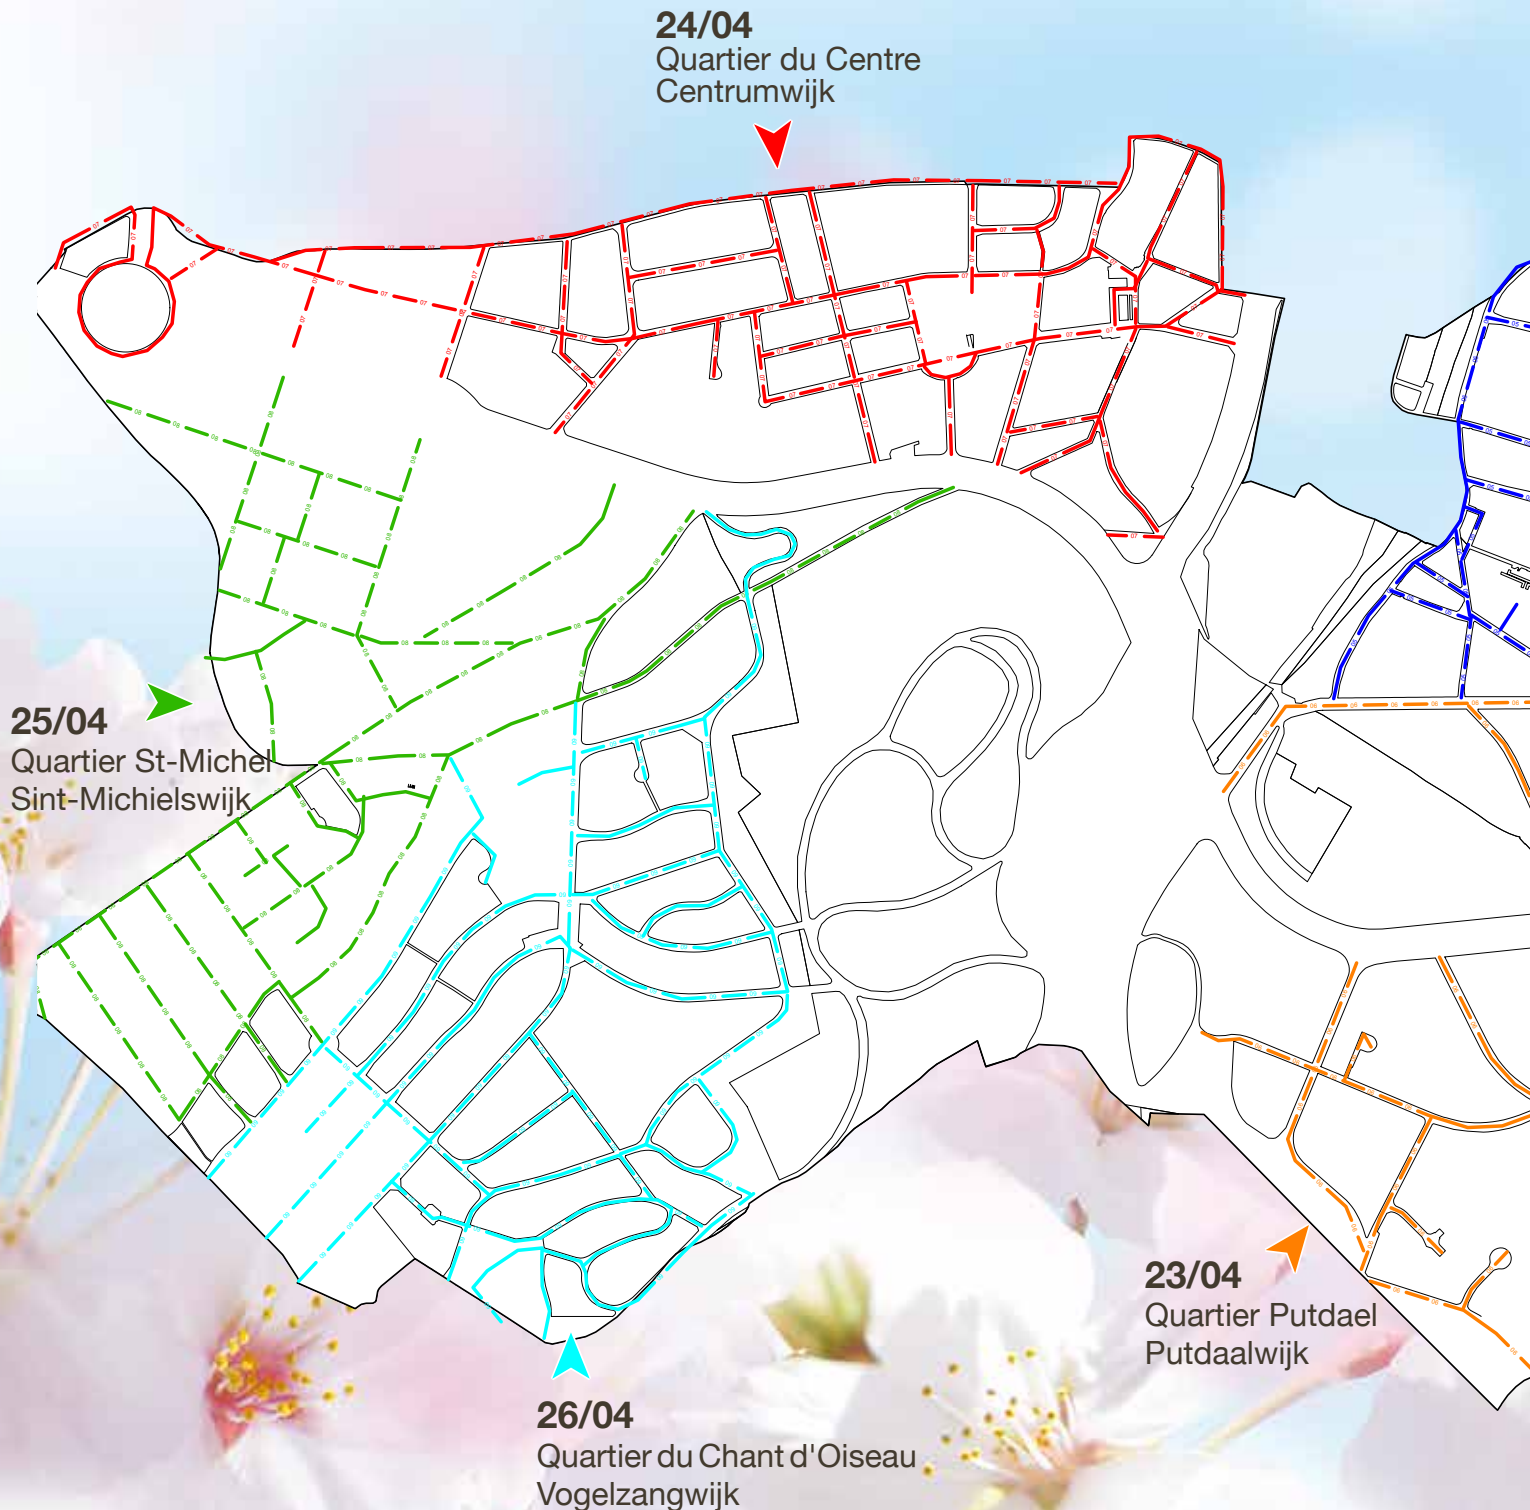 24/04
Quartier du Centre
Centrumwijk
25/04
Quartier St-Michel
Sint-Michielswijk
23/04
Quartier Putdael
Putdaalwijk
26/04
Quartier du Chant d'Oiseau
Vogelzangwijk